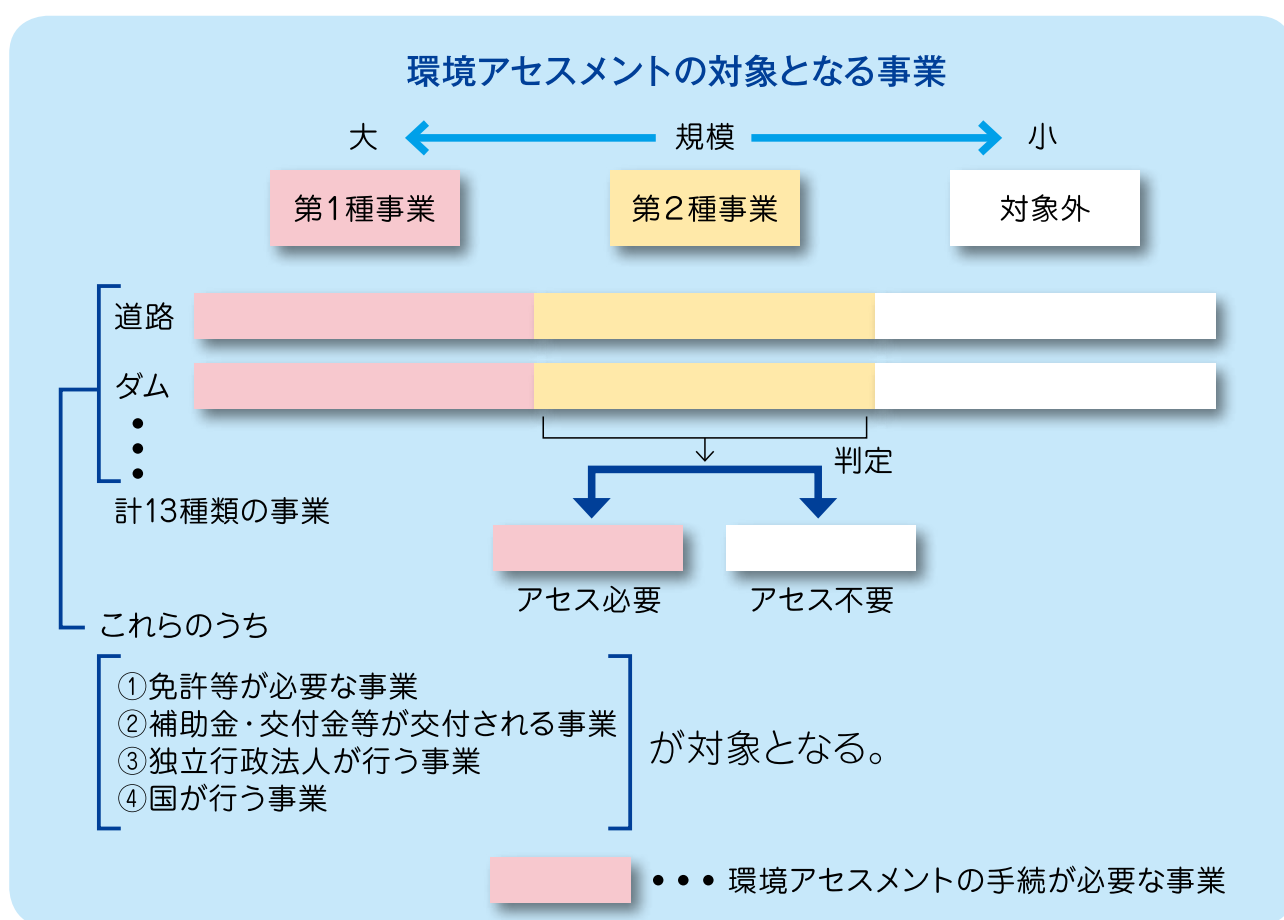 環境アセスメントの対象となる事業
大 規模 小
第1種事業 第2種事業 対象外
道路
ダム
判定
計13種類の事業
アセス必要 アセス不要
これらのうち
①免許等が必要な事業
②補助金・交付金等が交付される事業
③独立行政法人が行う事業
④国が行う事業
が対象となる。
・・・環境アセスメントの手続が必要な事業